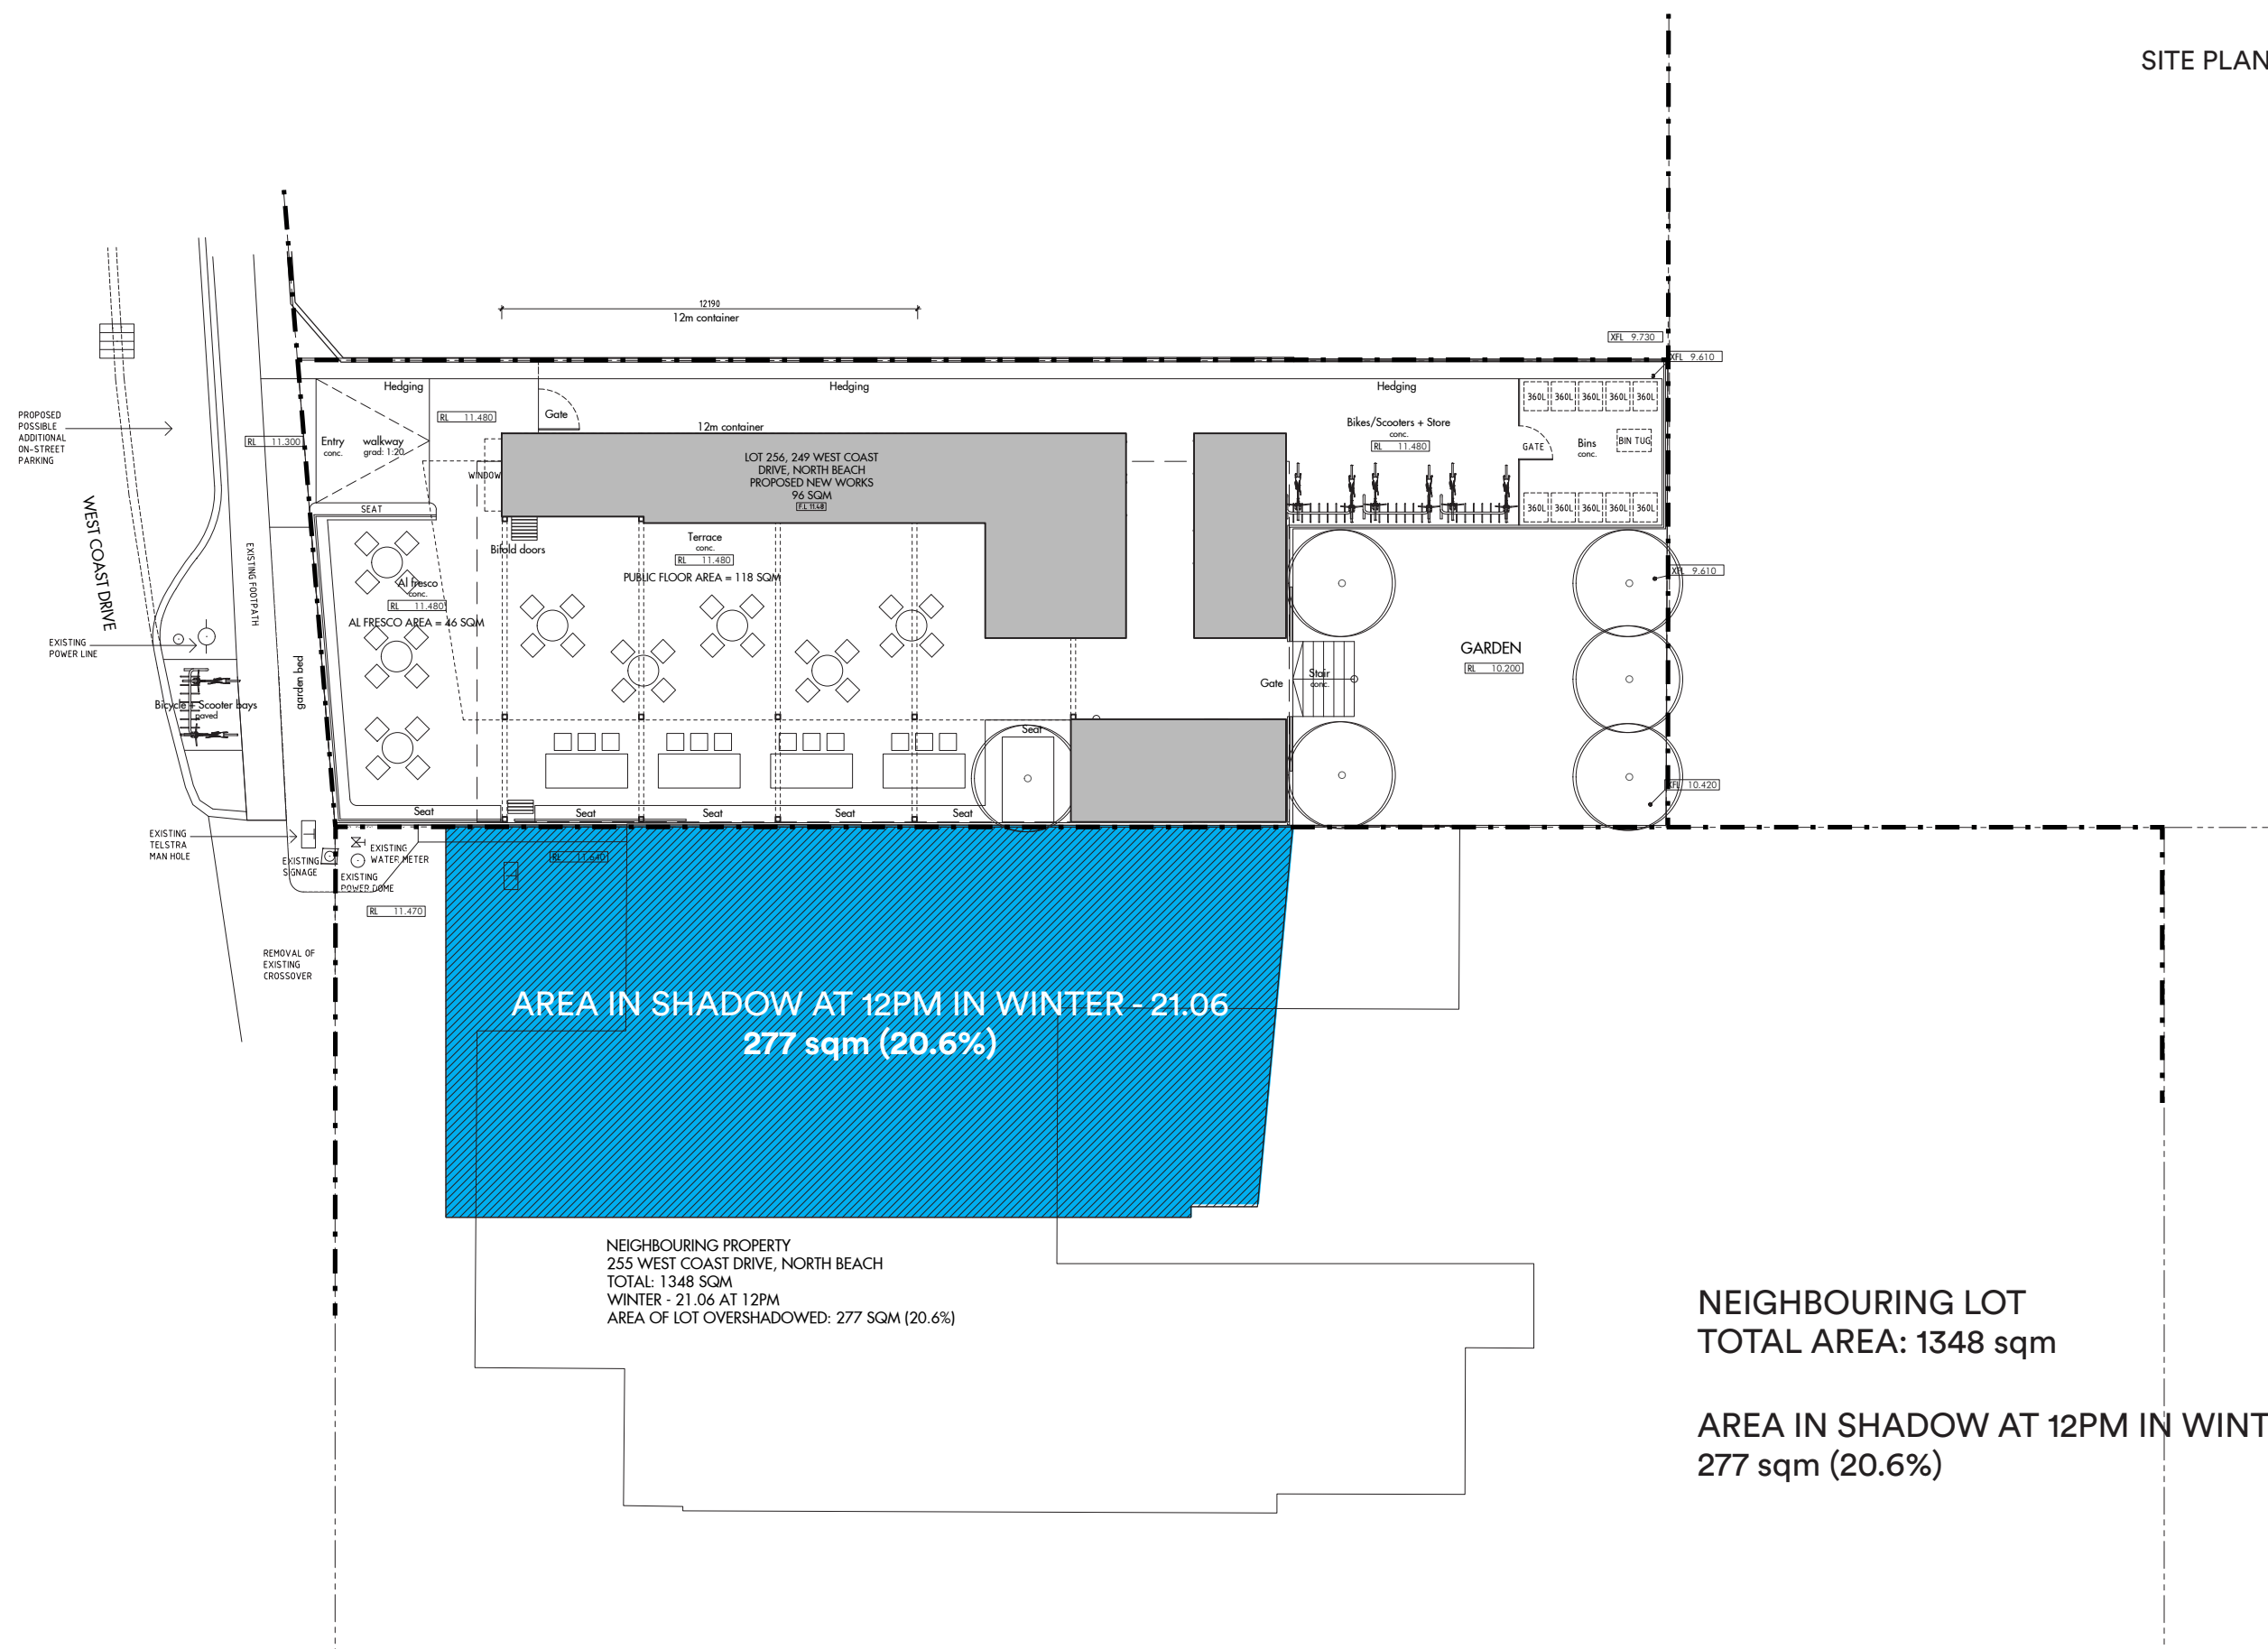 SITE PLAN
12190
12m container
XFL 9.730
XFL 9.610
Hedging
Hedging
Hedging
360L 360L 360L 360L 360L
PROPOSED
POSSIBLE
ADDITIONAL
ON-STREET
PARKING
RL 11.480
Gate
12m container
Bikes/Scooters + Store
conc.
RL 11.480
RL 11.300
Entry
conc.
walkway
grad: 1:20
GATE
Bins
conc.
BIN TUG
WINDOW
LOT 256, 249 WEST COAST
DRIVE, NORTH BEACH
PROPOSED NEW WORKS
96 SQM
F.L 11.48
SEAT
360L 360L 360L 360L 360L
WEST COAST DRIVE
EXISTING FOOTPATH
Bifold doors
Terrace
conc.
RL 11.480
PUBLIC FLOOR AREA = 118 SQM
XFL 9.610
Al fresco
conc.
RL 11.480
AL FRESCO AREA = 46 SQM
EXISTING
POWER LINE
GARDEN
RL 10.200
garden bed
Gate
Stair
conc.
Bicycle + Scooter bays
paved
Seat
XFL 10.420
Seat
Seat
Seat
Seat
Seat
EXISTING
TELSTRA
MAN HOLE
EXISTING
SIGNAGE
EXISTING
WATER METER
EXISTING
POWER DOME
RL 11.640
RL 11.470
REMOVAL OF
EXISTING
CROSSOVER
AREA IN SHADOW AT 12PM IN WINTER - 21.06
277 sqm (20.6%)
NEIGHBOURING PROPERTY
255 WEST COAST DRIVE, NORTH BEACH
TOTAL: 1348 SQM
WINTER - 21.06 AT 12PM
AREA OF LOT OVERSHADOWED: 277 SQM (20.6%)
NEIGHBOURING LOT
TOTAL AREA: 1348 sqm
AREA IN SHADOW AT 12PM IN WINT
277 sqm (20.6%)